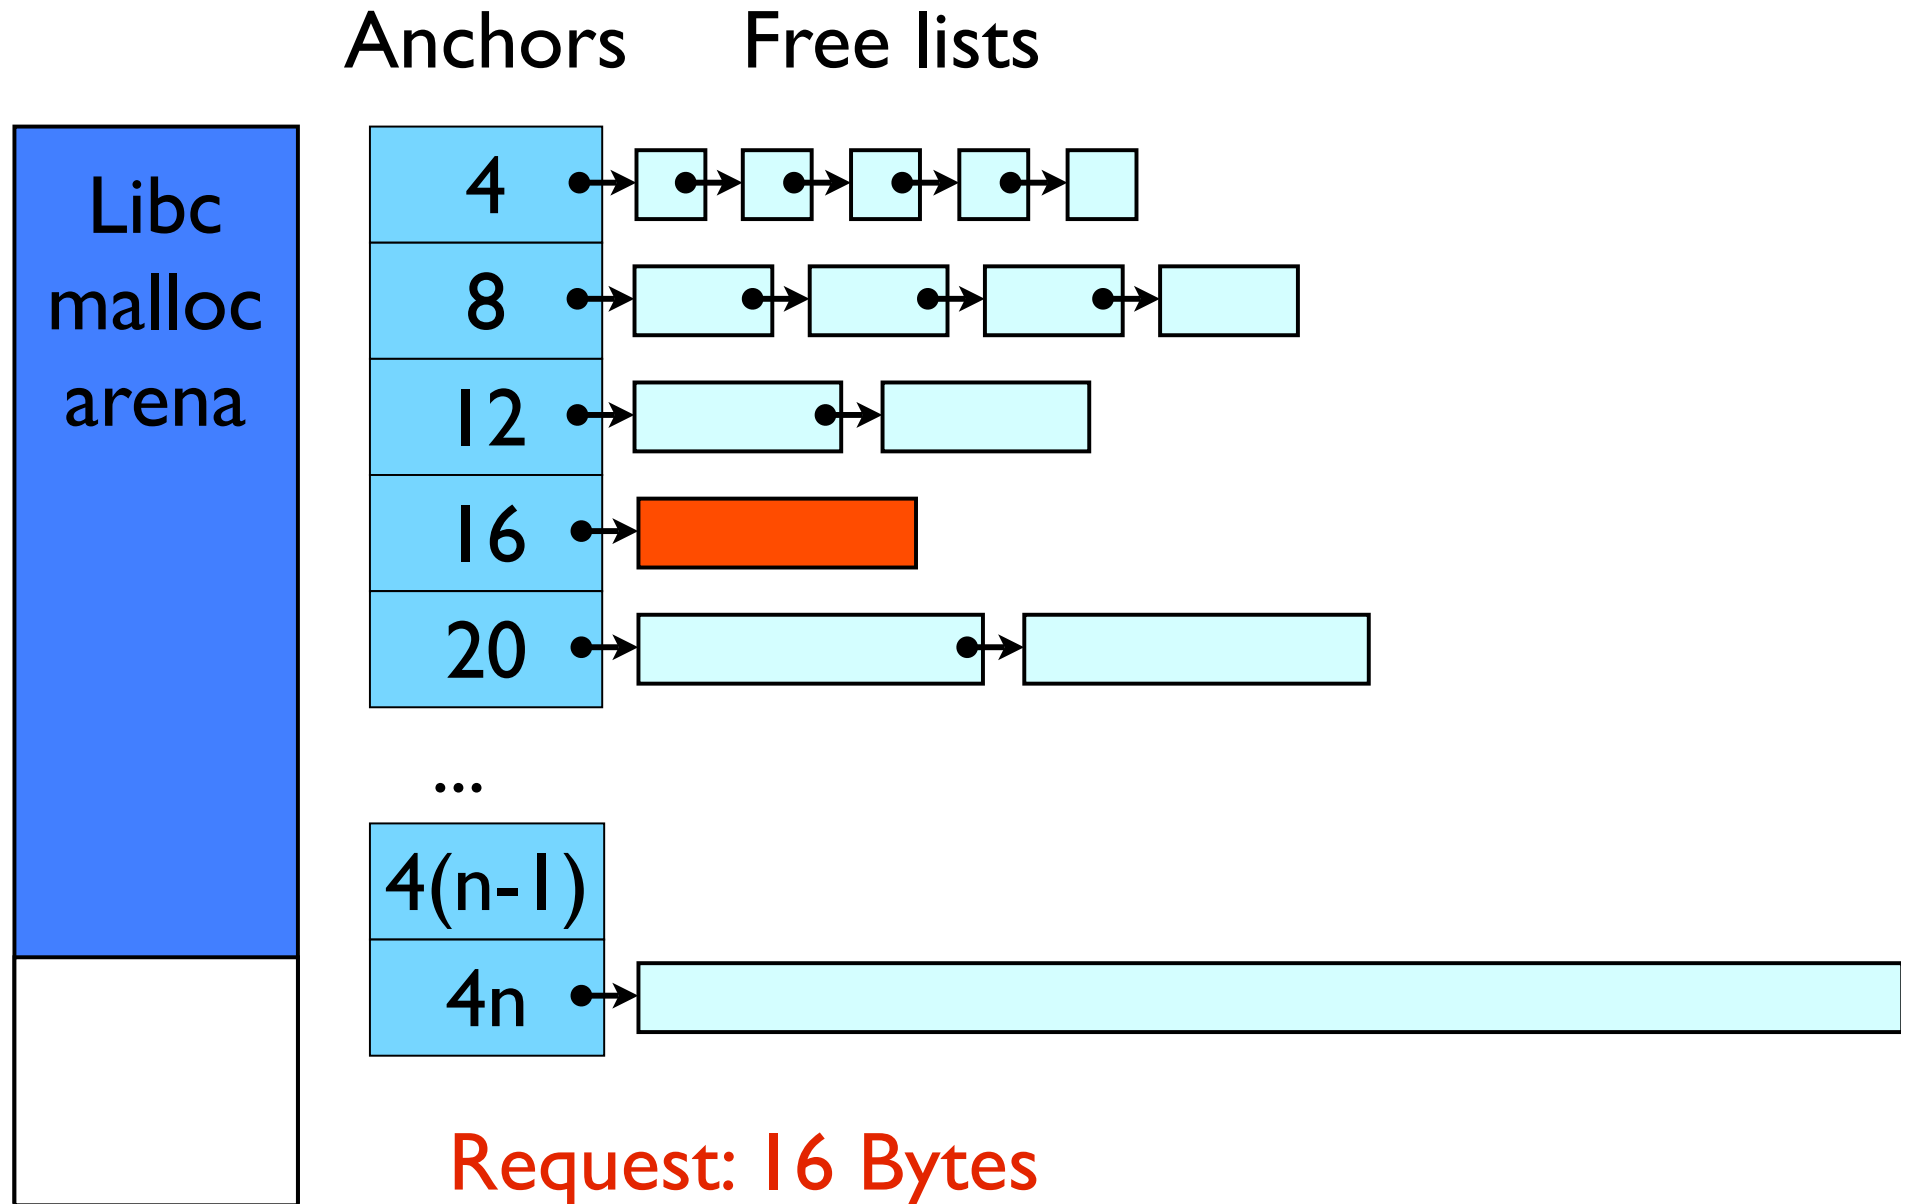 Anchors Free lists
Libc
malloc
arena
4
8
12
16
20
...
4(n-1)
4n
Request: 16 Bytes